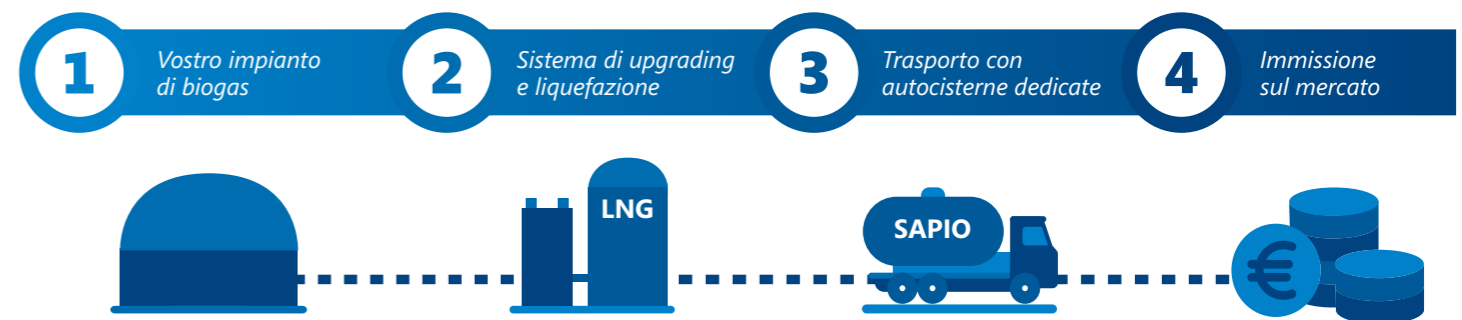 1
Vostro impianto
di biogas
2
Sistema di upgrading
e liquefazione
3
Trasporto con
autocisterne dedicate
4
Immissione
sul mercato
LNG
SAPIO
€